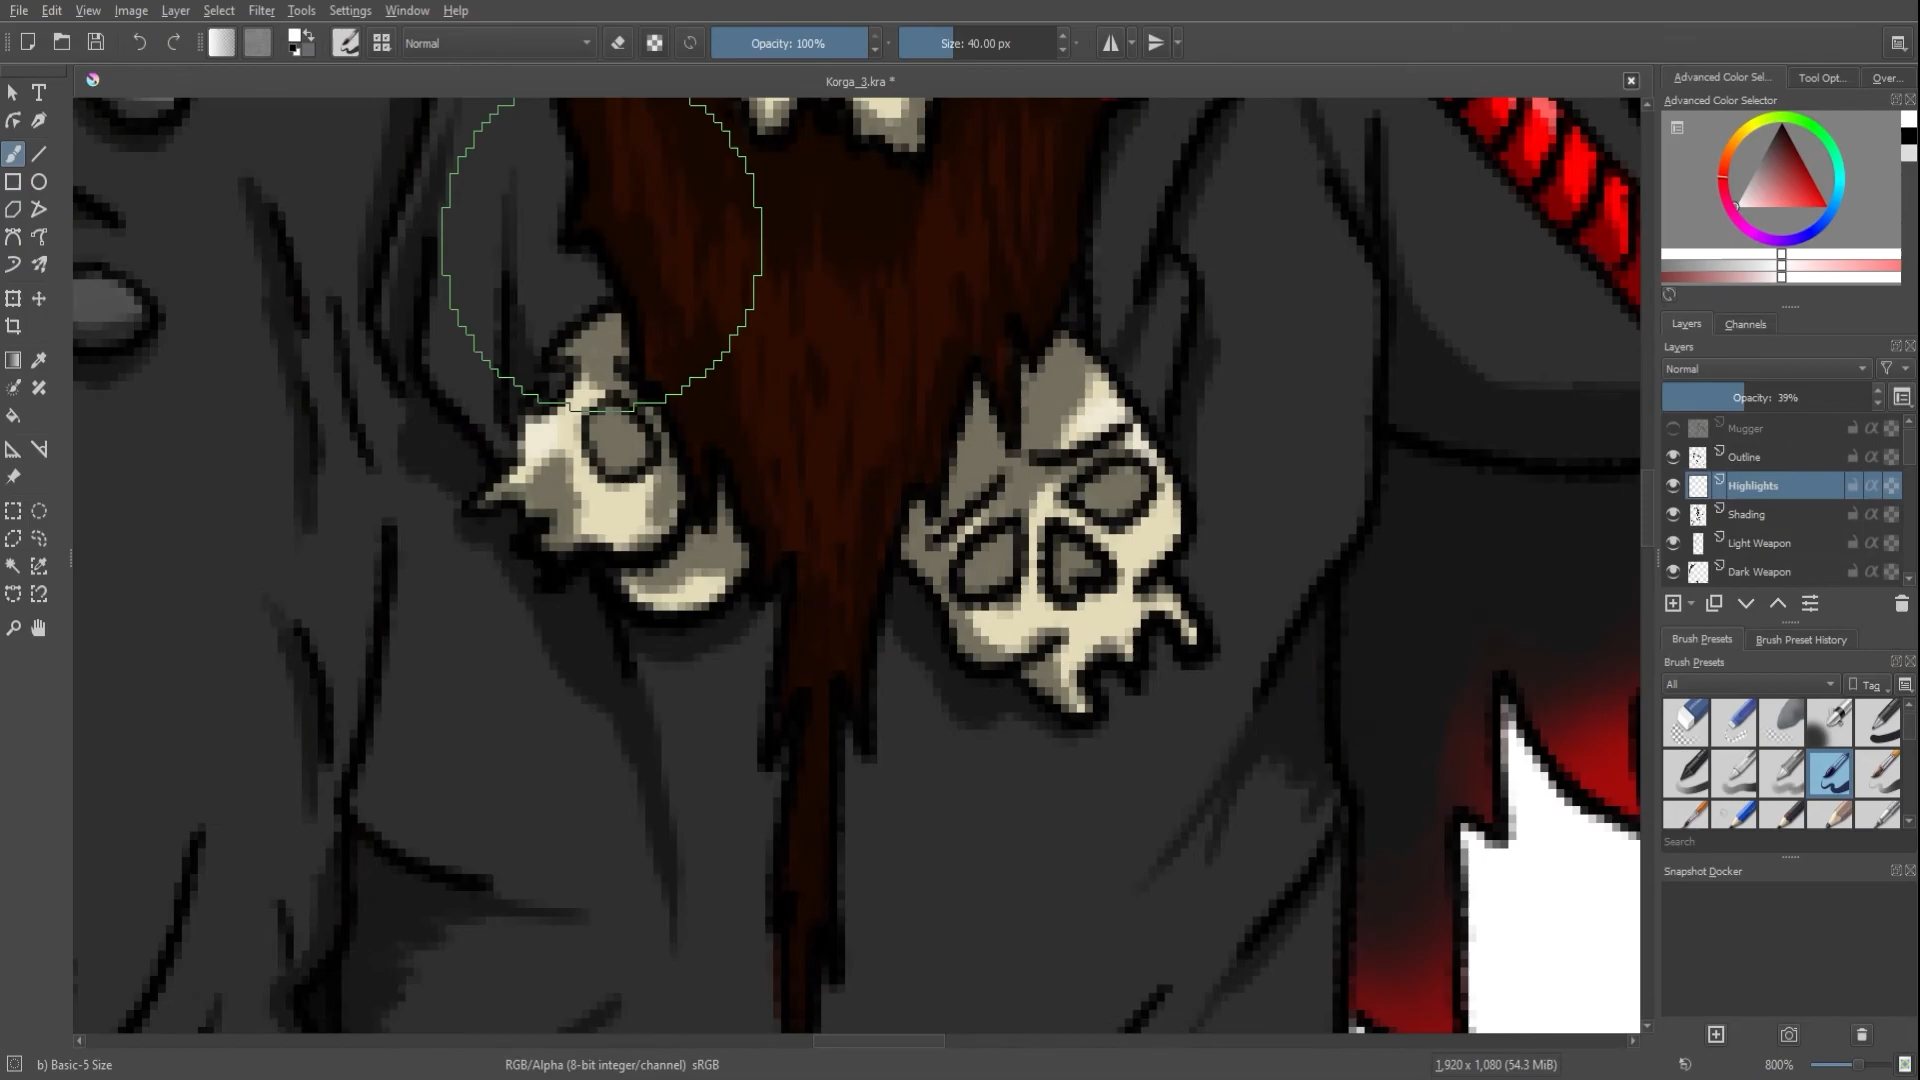 File Edit View Image Layer Select Filter Tools Settings Window Help
Normal Opacity: 100% Size: 40.00 px
Korga_3.kra *
Advanced Color Sel... Tool Opt... Over...
Advanced Color Selector
Layers Channels
Layers
Normal
Opacity: 39%
Mugger
Outline
Highlights
Shading
Light Weapon
Dark Weapon
Brush Presets Brush Preset History
Brush Presets
All Tag
Search
Snapshot Docker
b) Basic-5 Size RGB/Alpha (8-bit integer/channel) sRGB 1,920 x 1,080 (54.3 MiB) 800%